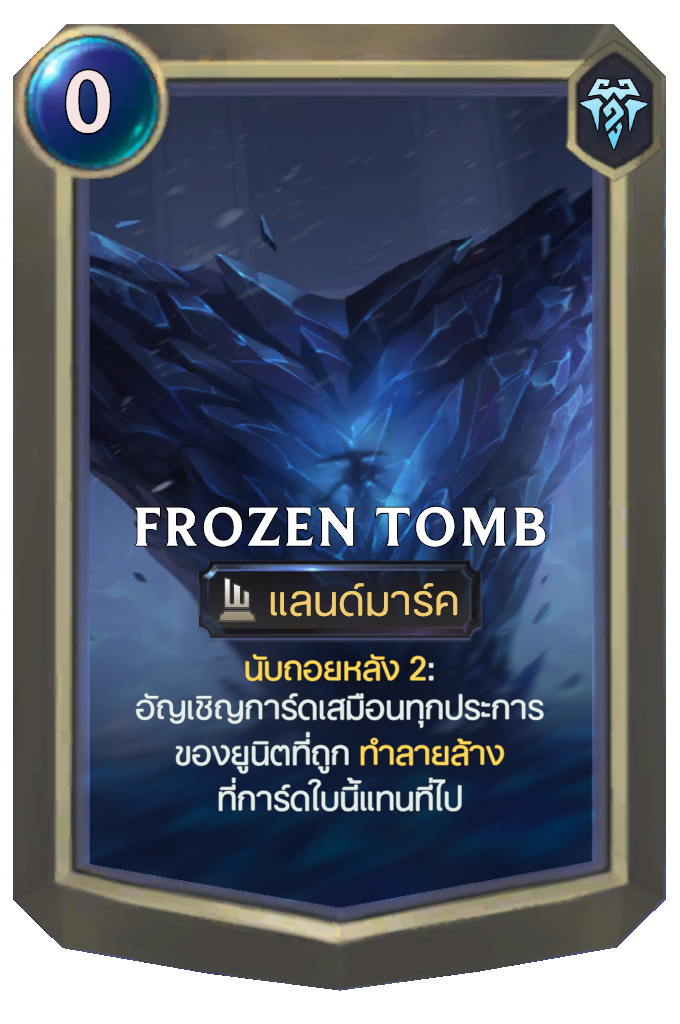 0
FROZEN TOMB
แลนด์มาร์ค
นับถอยหลัง 2:
อัญเชิญการ์ดเสมือนทุกประการ
ของยูนิตที่ถูก ทำลายล้าง
ที่การ์ดใบนี้แทนที่ไป